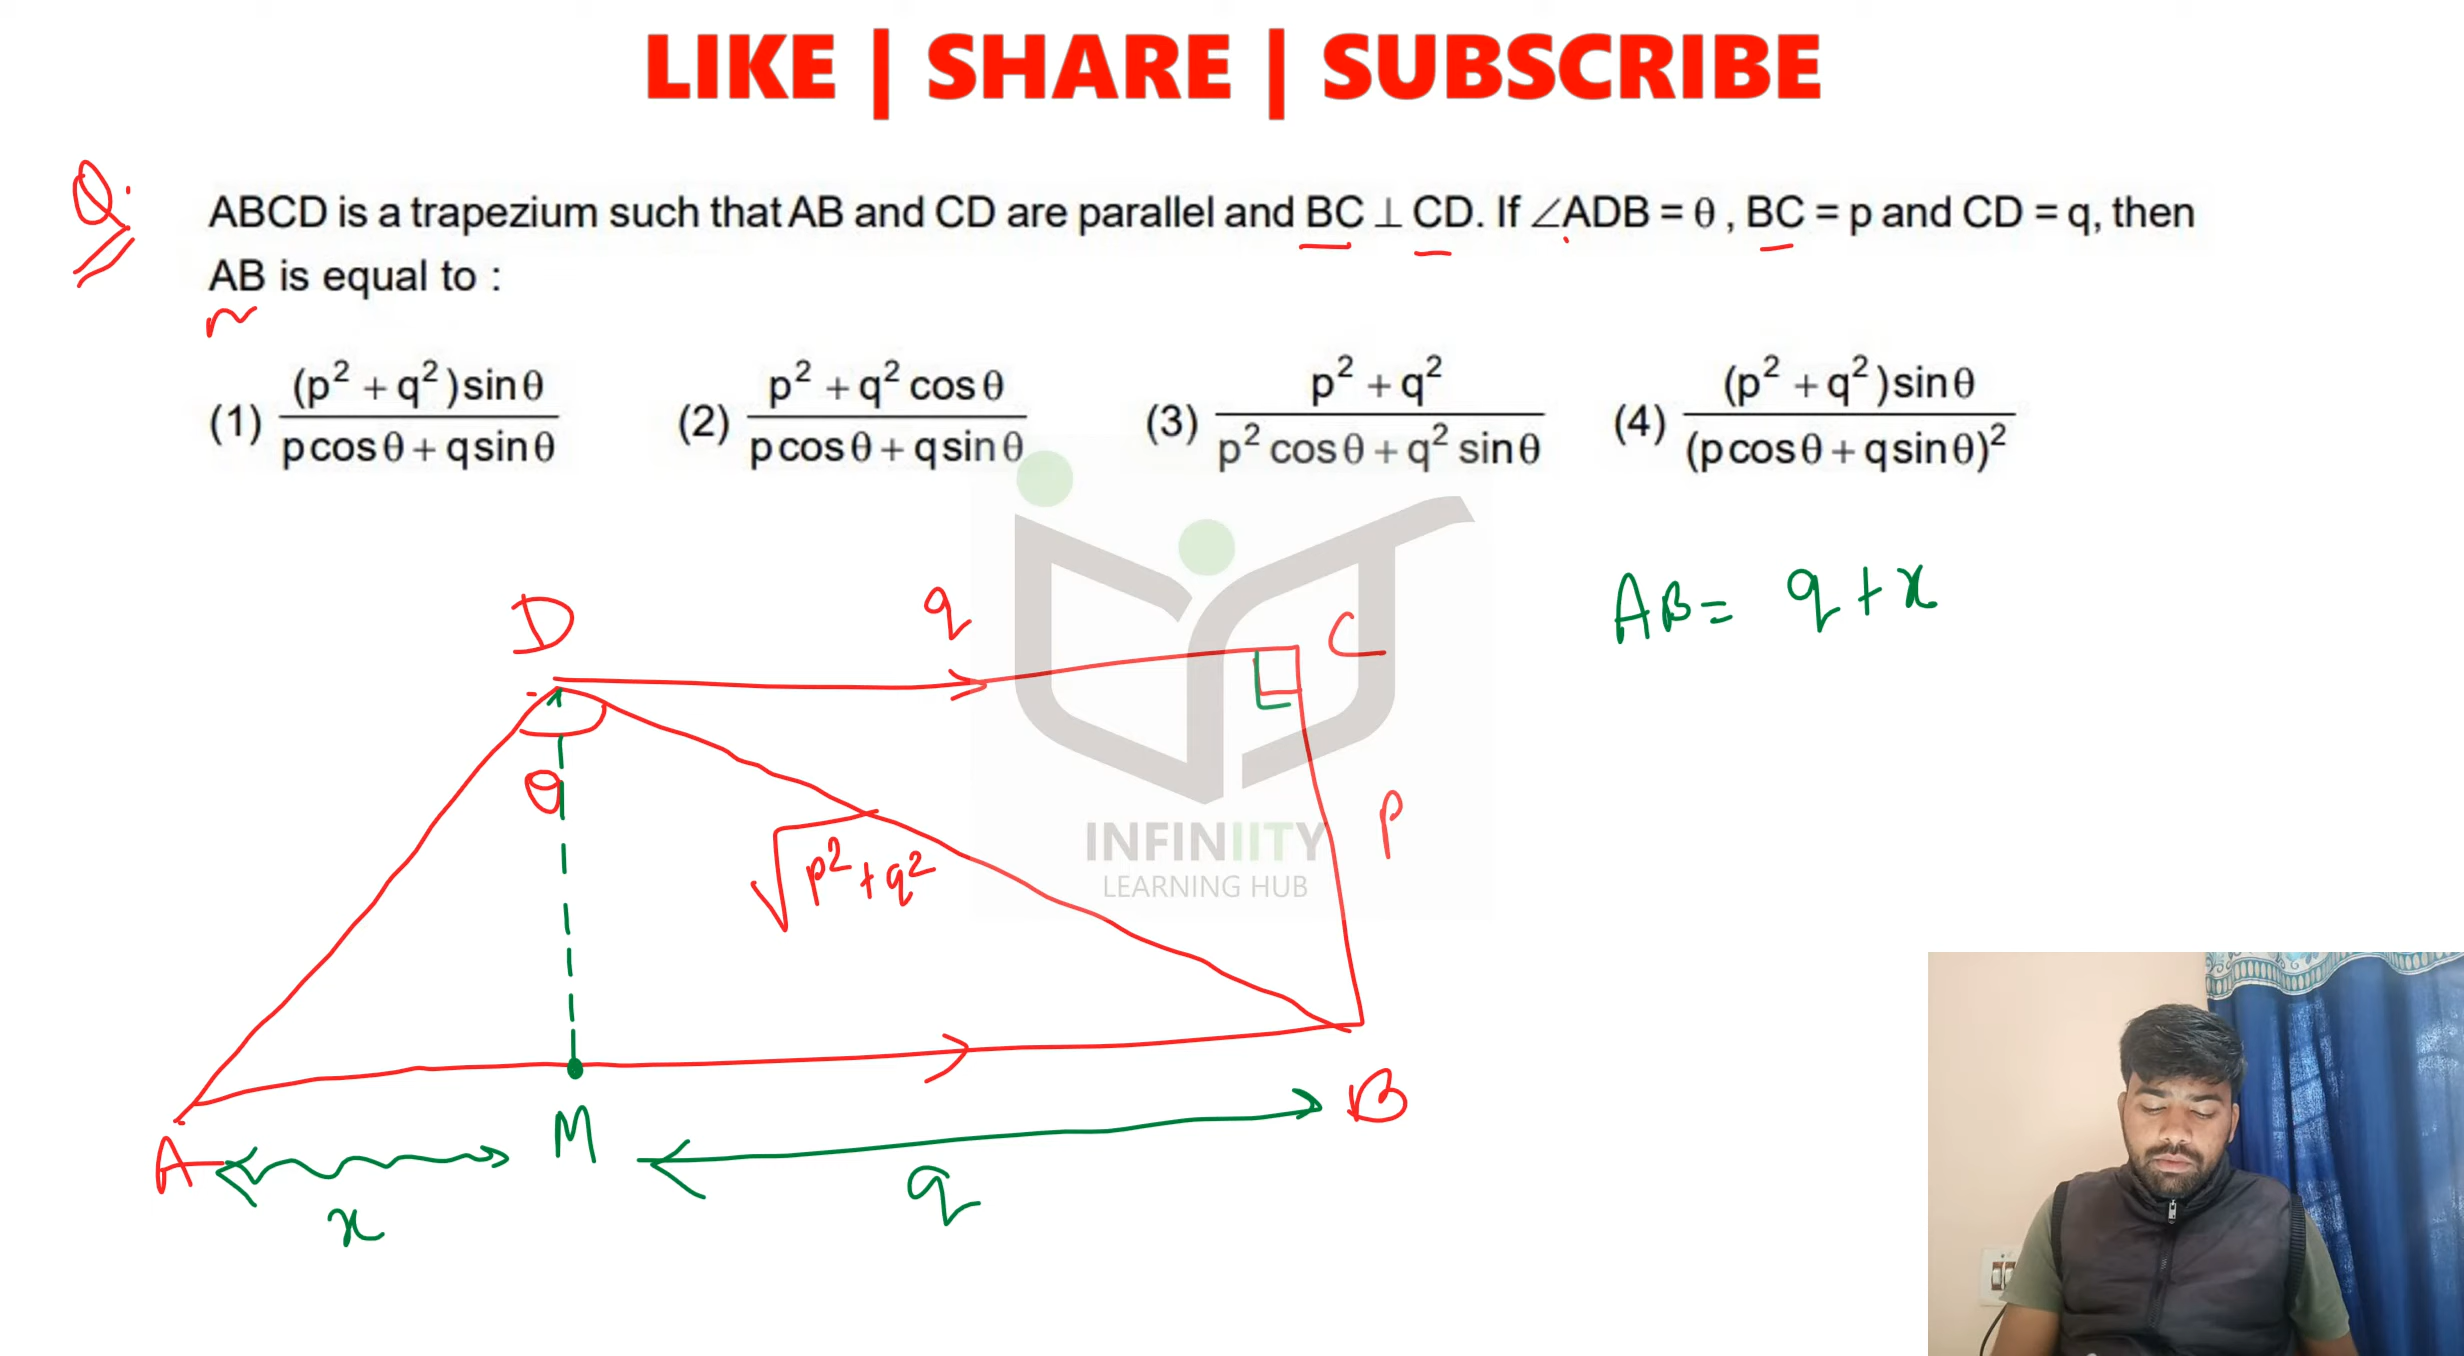 LIKE | SHARE | SUBSCRIBE
Q.
ABCD is a trapezium such that AB and CD are parallel and BC ⊥ CD. If ∠ADB = θ , BC = p and CD = q, then
AB is equal to :
(1) (p² + q²)sinθ / pcosθ + qsinθ
(2) p² + q² cosθ / pcosθ + qsinθ
(3) p² + q² / p² cosθ + q² sinθ
(4) (p² + q²)sinθ / (pcosθ + qsinθ)²
AB = q + x
D
q
C
θ
√p² + q²
p
INFINIITY
LEARNING HUB
A
M
B
x
q